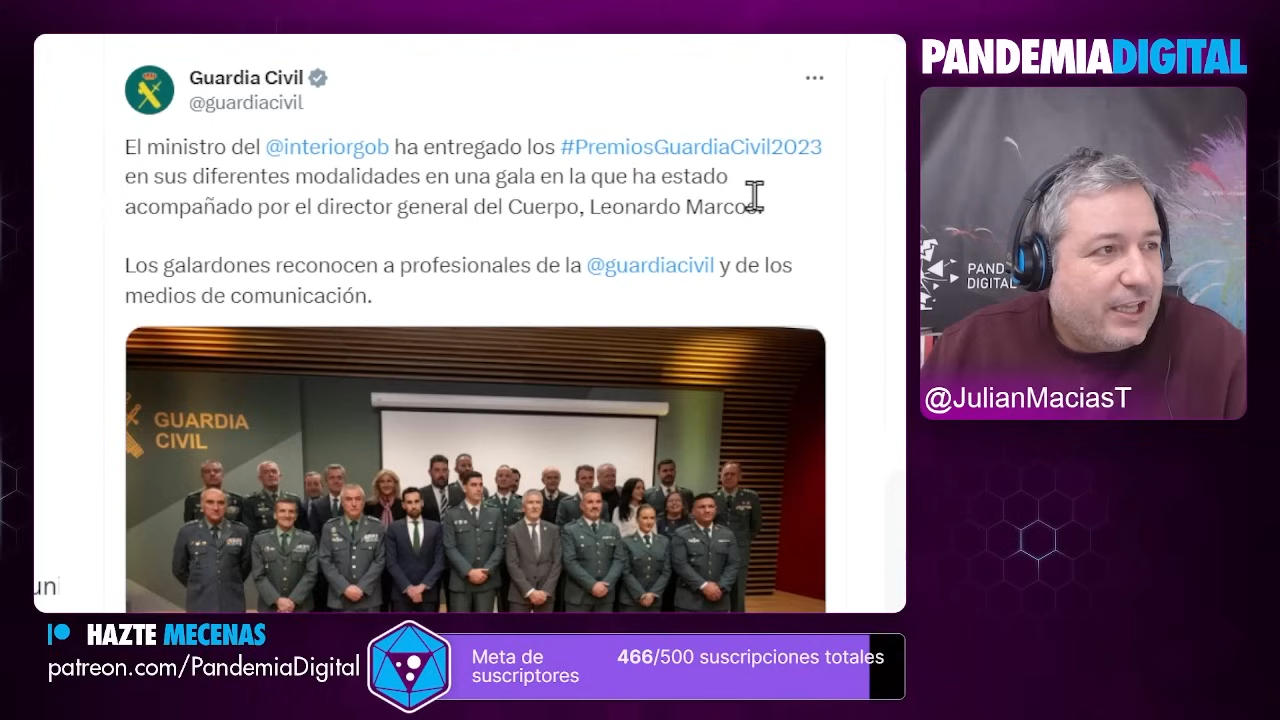 PANDEMIADIGITAL
Guardia Civil
@guardiacivil
El ministro del @interiorgob ha entregado los #PremiosGuardiaCivil2023
en sus diferentes modalidades en una gala en la que ha estado
acompañado por el director general del Cuerpo, Leonardo
Los galardones reconocen a profesionales de la @guardiacivil y de los
medios de comunicación.
GUARDIA
CIVIL
PAND
DIGITAL
@JulianMaciasT
uni
HAZTE MECENAS
patreon.com/PandemiaDigital
Meta de
suscriptores
466/500 suscripciones totales